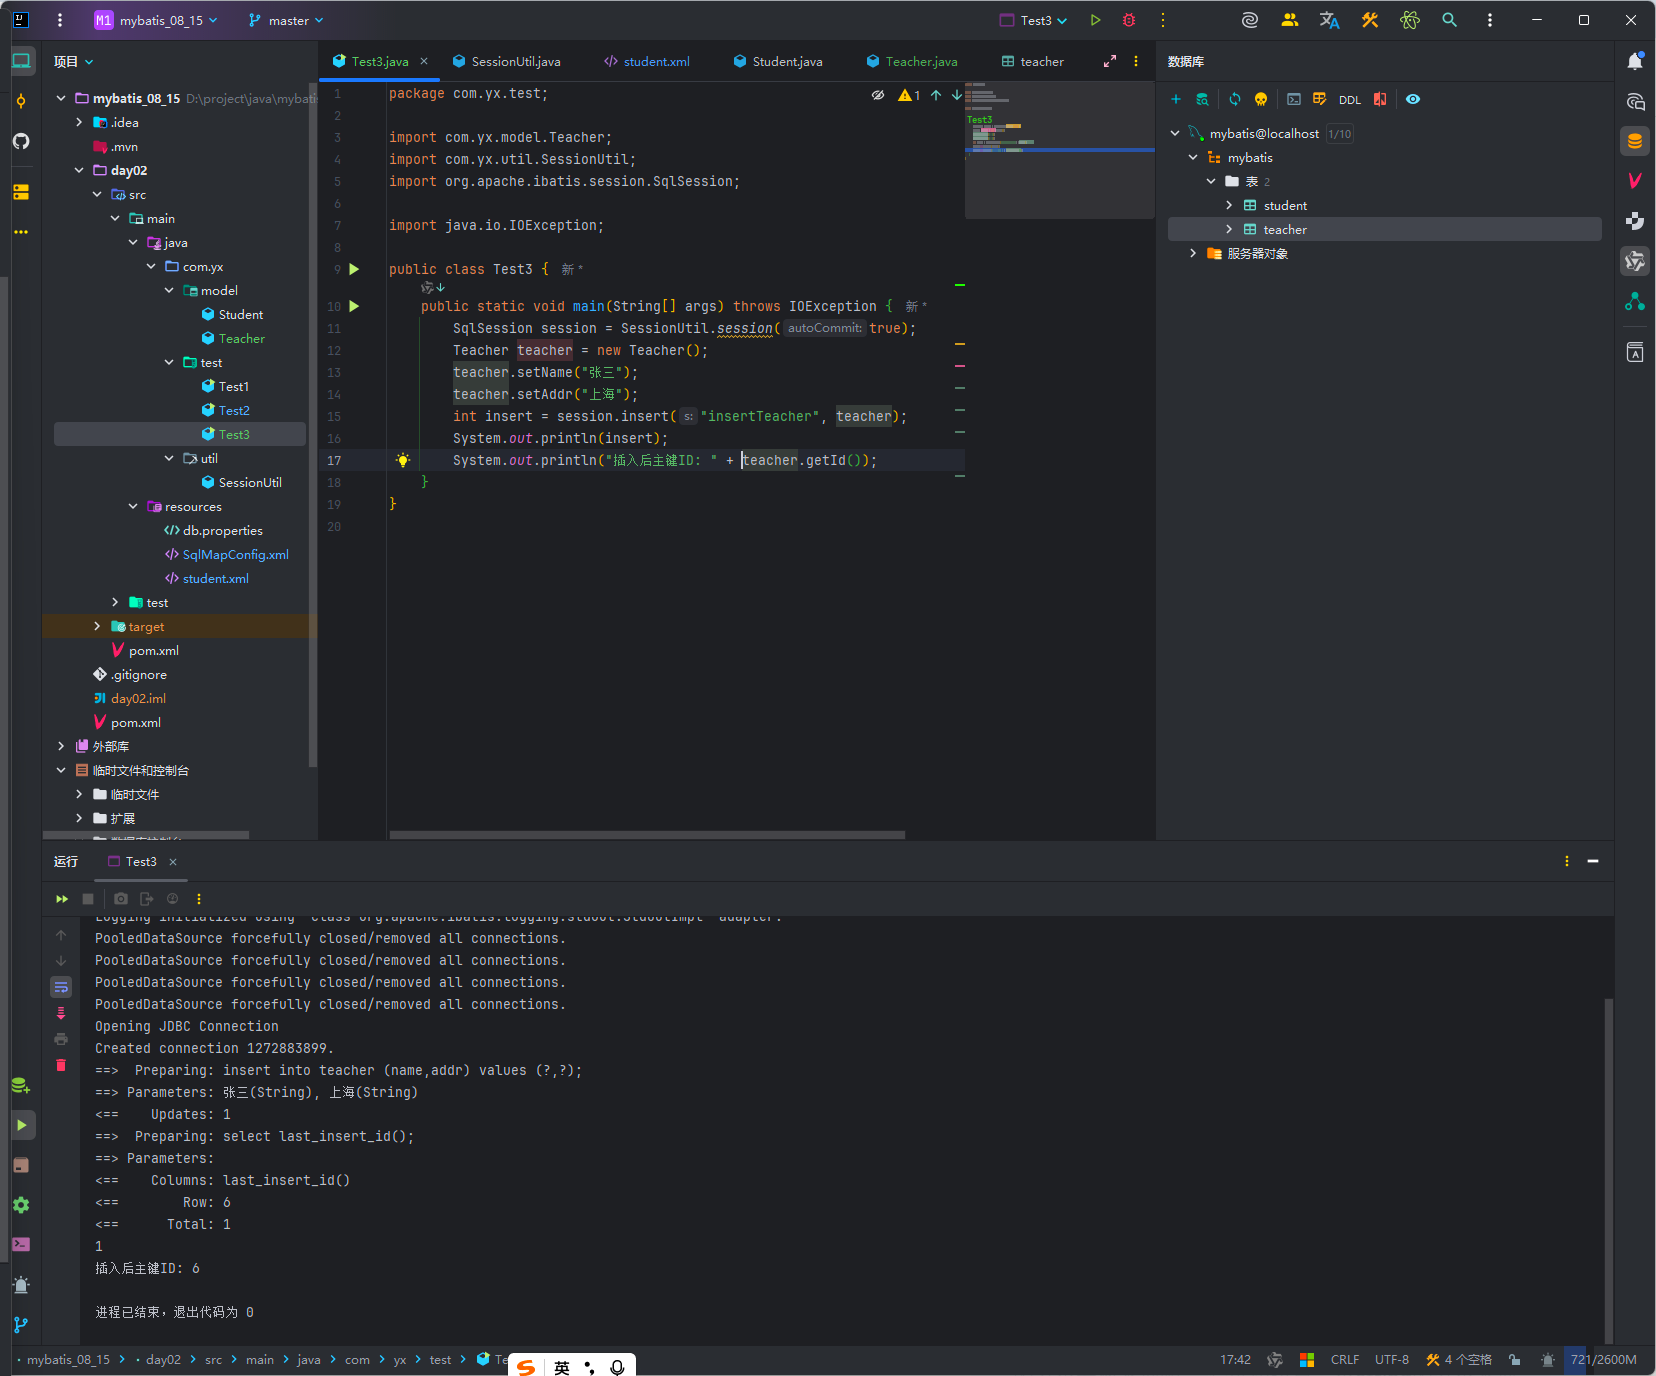 M1 mybatis_08_15 master Test3
项目
mybatis_08_15 D:\project\java\mybati
.idea
.mvn
day02
src
main
java
com.yx
model
Student
Teacher
test
Test1
Test2
Test3
util
SessionUtil
resources
db.properties
SqlMapConfig.xml
student.xml
test
target
pom.xml
.gitignore
day02.iml
pom.xml
外部库
临时文件和控制台
临时文件
扩展
Test3.java SessionUtil.java student.xml Student.java Teacher.java teacher
1 package com.yx.test;
2
3 import com.yx.model.Teacher;
4 import com.yx.util.SessionUtil;
5 import org.apache.ibatis.session.SqlSession;
6
7 import java.io.IOException;
8
9 public class Test3 { 新 *
10 public static void main(String[] args) throws IOException { 新 *
11 SqlSession session = SessionUtil.session( autoCommit: true);
12 Teacher teacher = new Teacher();
13 teacher.setName("张三");
14 teacher.setAddr("上海");
15 int insert = session.insert( s: "insertTeacher", teacher);
16 System.out.println(insert);
17 System.out.println("插入后主键ID: " + teacher.getId());
18 }
19 }
20
1
Test3
数据库
DDL
mybatis@localhost 1/10
mybatis
表 2
student
teacher
服务器对象
运行 Test3
Logging initialized using 'class org.apache.ibatis.logging.stdout.StdOutImpl' adapter.
PooledDataSource forcefully closed/removed all connections.
PooledDataSource forcefully closed/removed all connections.
PooledDataSource forcefully closed/removed all connections.
PooledDataSource forcefully closed/removed all connections.
Opening JDBC Connection
Created connection 1272883899.
==>  Preparing: insert into teacher (name,addr) values (?,?);
==> Parameters: 张三(String), 上海(String)
<==    Updates: 1
==>  Preparing: select last_insert_id();
==> Parameters:
<==    Columns: last_insert_id()
<==        Row: 6
<==      Total: 1
1
插入后主键ID: 6
进程已结束，退出代码为 0
mybatis_08_15 > day02 > src > main > java > com > yx > test > Te
英
17:42 CRLF UTF-8 4 个空格 721/2600M